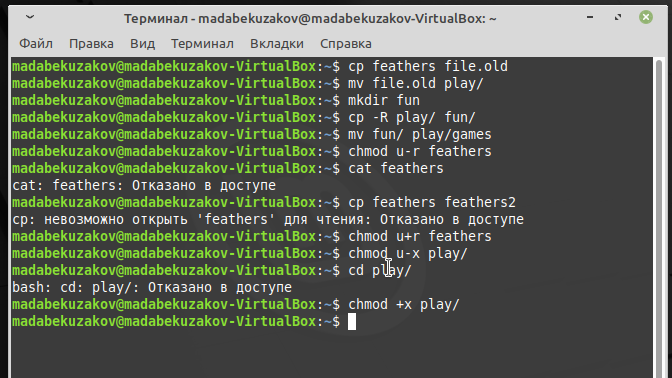 Терминал - madabekuzakov@madabekuzakov-VirtualBox: ~
Файл Правка Вид Терминал Вкладки Справка
madabekuzakov@madabekuzakov-VirtualBox:~$ cp feathers file.old
madabekuzakov@madabekuzakov-VirtualBox:~$ mv file.old play/
madabekuzakov@madabekuzakov-VirtualBox:~$ mkdir fun
madabekuzakov@madabekuzakov-VirtualBox:~$ cp -R play/ fun/
madabekuzakov@madabekuzakov-VirtualBox:~$ mv fun/ play/games
madabekuzakov@madabekuzakov-VirtualBox:~$ chmod u-r feathers
madabekuzakov@madabekuzakov-VirtualBox:~$ cat feathers
cat: feathers: Отказано в доступе
madabekuzakov@madabekuzakov-VirtualBox:~$ cp feathers feathers2
cp: невозможно открыть 'feathers' для чтения: Отказано в доступе
madabekuzakov@madabekuzakov-VirtualBox:~$ chmod u+r feathers
madabekuzakov@madabekuzakov-VirtualBox:~$ chmod u-x play/
madabekuzakov@madabekuzakov-VirtualBox:~$ cd play/
bash: cd: play/: Отказано в доступе
madabekuzakov@madabekuzakov-VirtualBox:~$ chmod +x play/
madabekuzakov@madabekuzakov-VirtualBox:~$